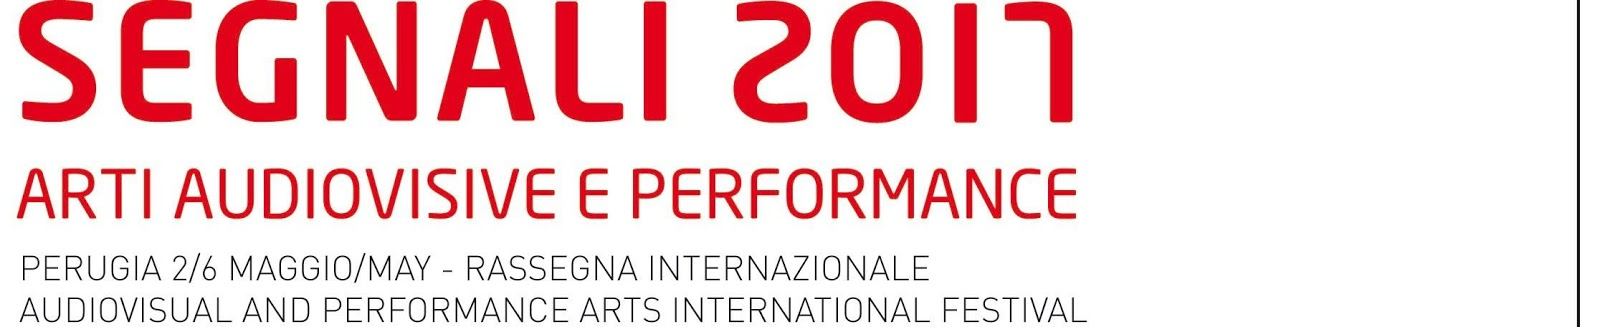 SEGNALI 2017
ARTI AUDIOVISIVE E PERFORMANCE
PERUGIA 2/6 MAGGIO/MAY - RASSEGNA INTERNAZIONALE
AUDIOVISUAL AND PERFORMANCE ARTS INTERNATIONAL FESTIVAL